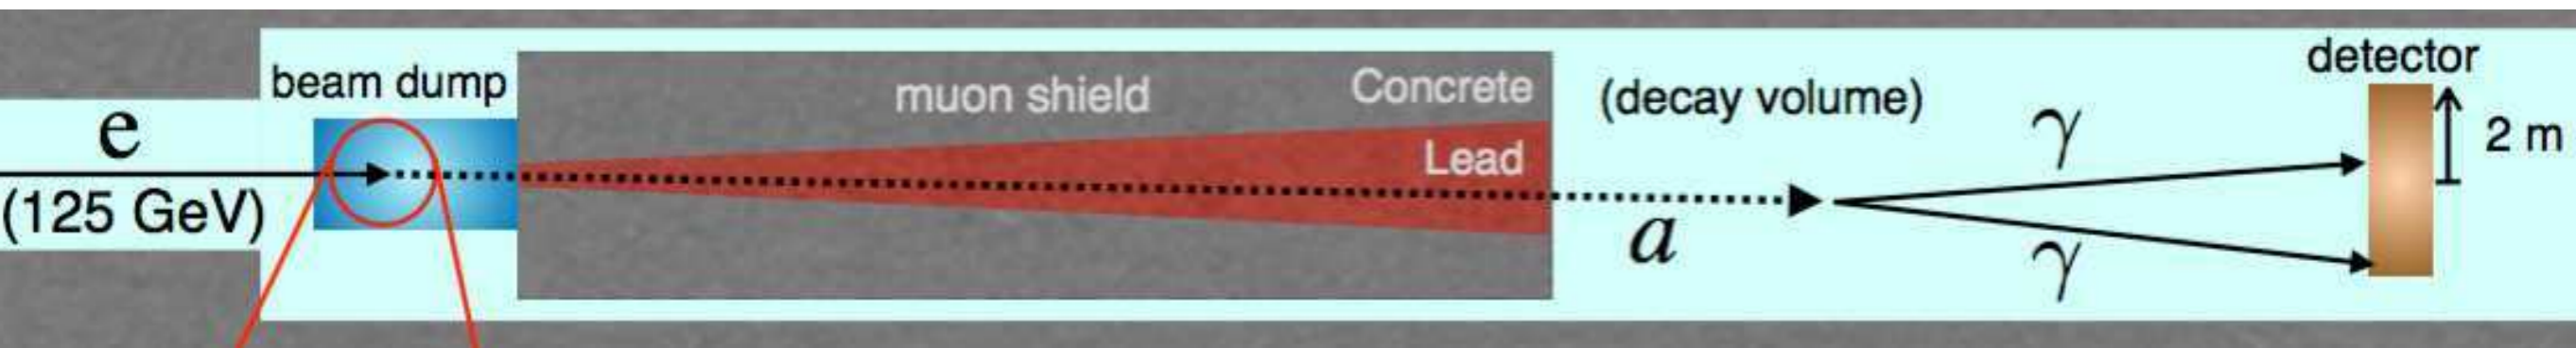 e
(125 GeV)
beam dump
muon shield
Concrete
Lead
(decay volume)
a
γ
γ
detector
2 m